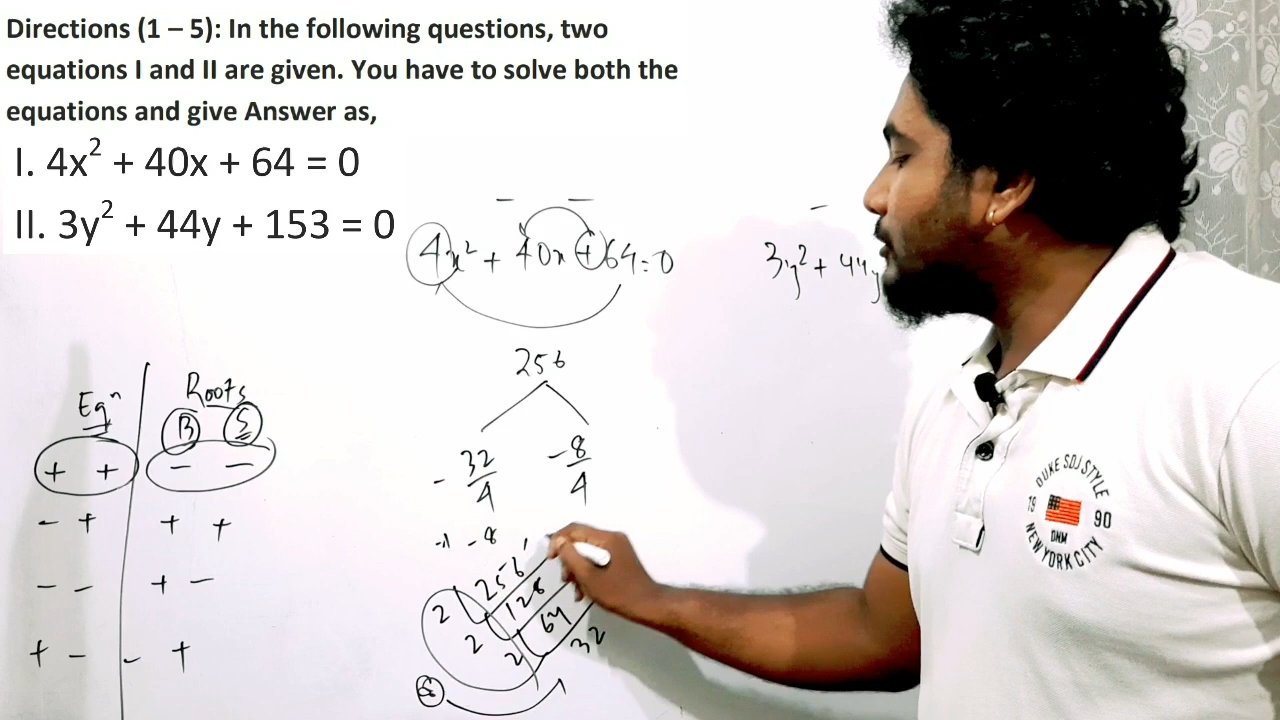 Directions (1 – 5): In the following questions, two
equations I and II are given. You have to solve both the
equations and give Answer as,
I. 4x² + 40x + 64 = 0
II. 3y² + 44y + 153 = 0
4x² + 40x + 64 = 0
3y² + 44y
256
- 32/4 - 8/4
- 8
2 256
2 128
2 64
32
Eqⁿ Roots
B S
+ + - -
- + + +
- - + -
+ - - +
DUKE SDJ STYLE
19 90
DNM
NEW YORK CITY